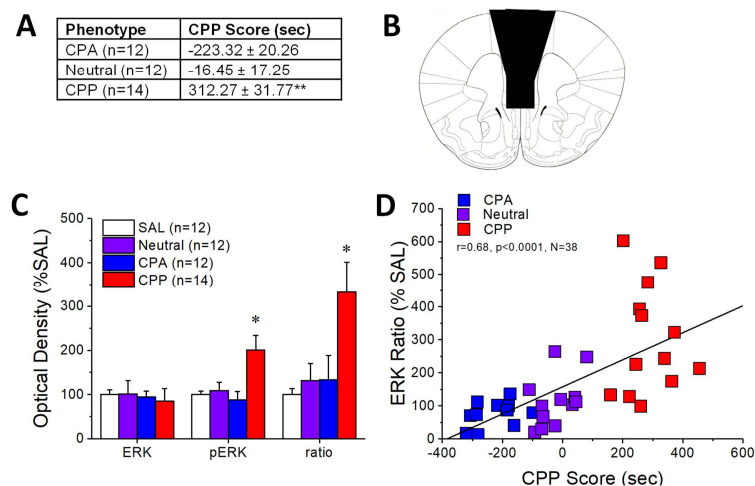 A
Phenotype CPP Score (sec)
CPA (n=12) -223.32 ± 20.26
Neutral (n=12) -16.45 ± 17.25
CPP (n=14) 312.27 ± 31.77**
B
C
Optical Density (%SAL)
500
400
300
200
100
0
SAL (n=12)
Neutral (n=12)
CPA (n=12)
CPP (n=14)
*
*
ERK pERK ratio
D
ERK Ratio (% SAL)
700
600
500
400
300
200
100
0
CPA
Neutral
CPP
r=0.68, p<0.0001, N=38
-400 -200 0 200 400 600
CPP Score (sec)